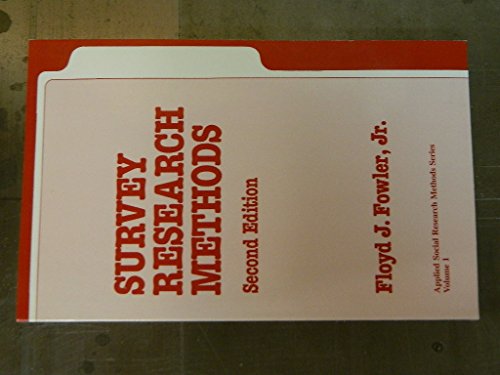 SURVEY
RESEARCH
METHODS
Second Edition
Floyd J. Fowler, Jr.
Applied Social Research Methods Series
Volume 1